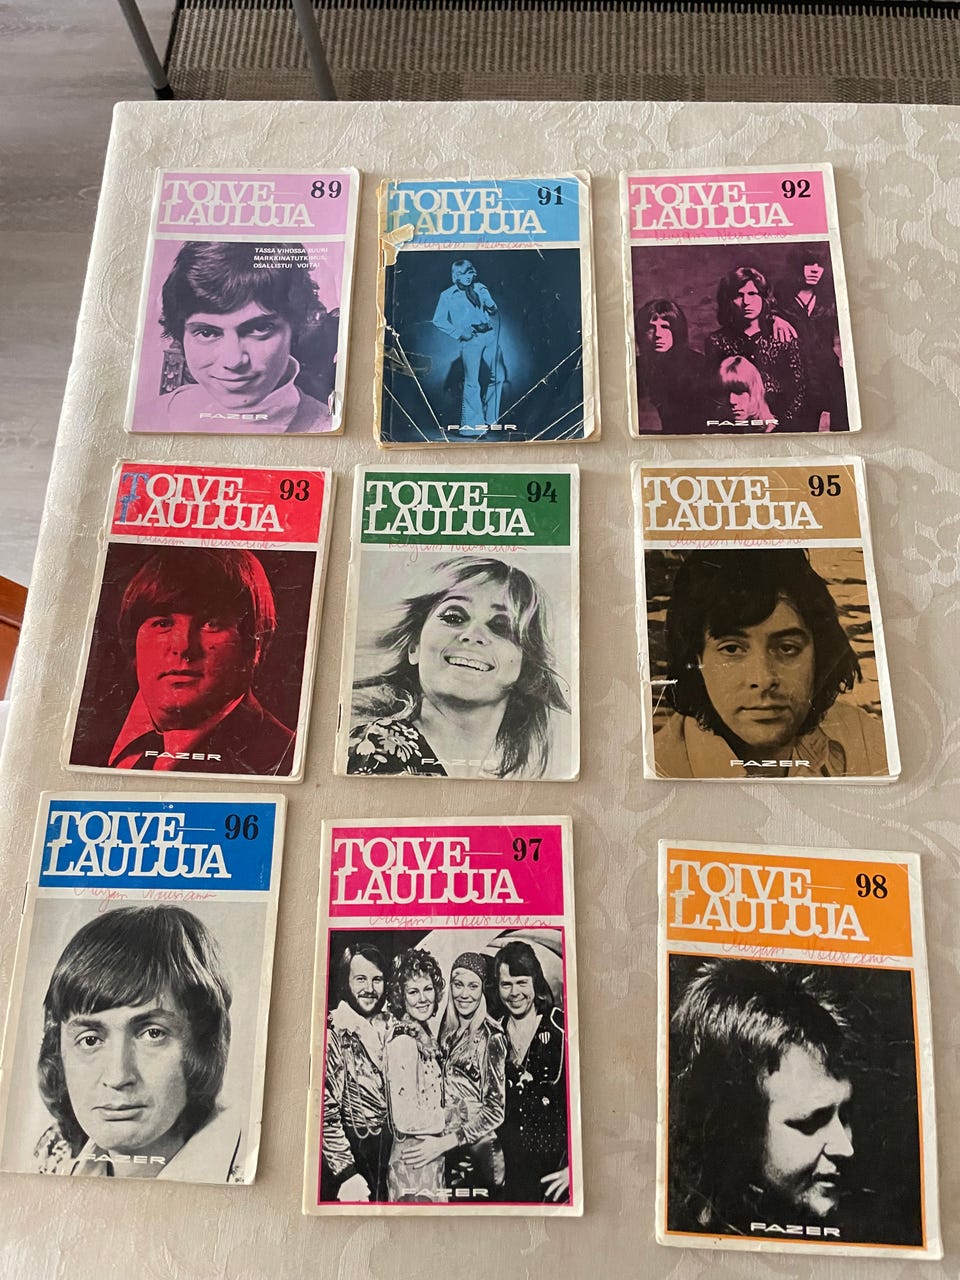 TOIVE 89
LAULUJA
TÄSSÄ VIHOSSA SUURI
MARKKINATUTKIMUS,
OSALLISTU! VOITA!
FAZER
TOIVE 91
LAULUJA
FAZER
TOIVE 92
LAULUJA
FAZER
TOIVE 93
LAULUJA
FAZER
TOIVE 94
LAULUJA
FAZER
TOIVE 95
LAULUJA
FAZER
TOIVE 96
LAULUJA
FAZER
TOIVE 97
LAULUJA
FAZER
TOIVE 98
LAULUJA
FAZER